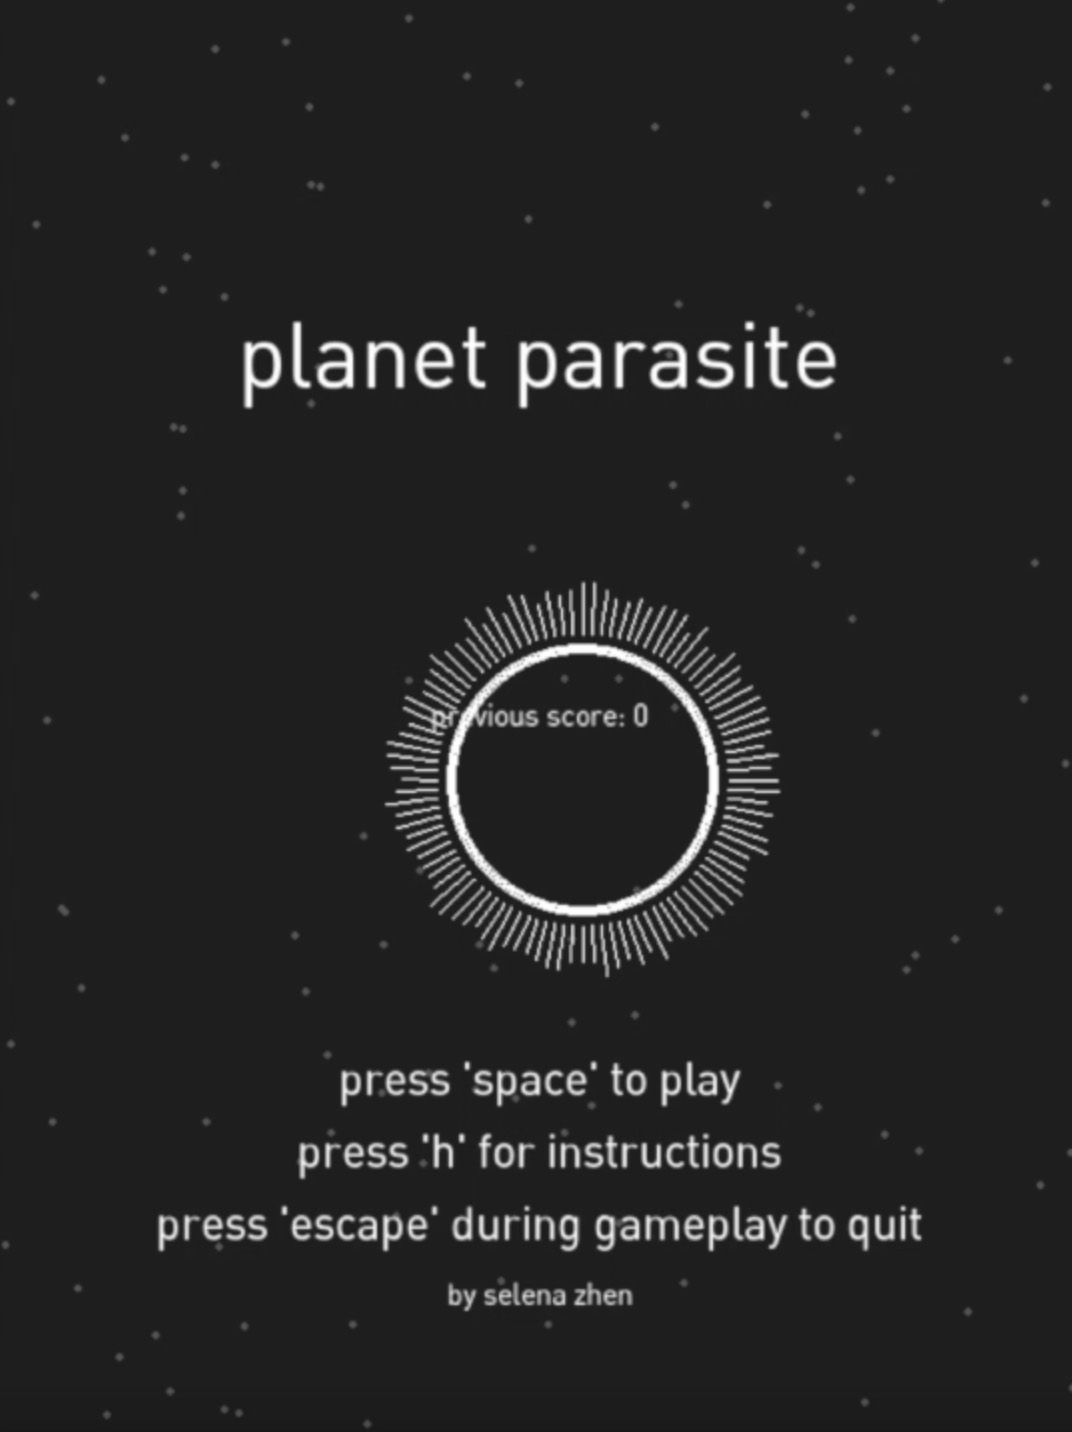 planet parasite
previous score: 0
press 'space' to play
press 'h' for instructions
press 'escape' during gameplay to quit
by selena zhen